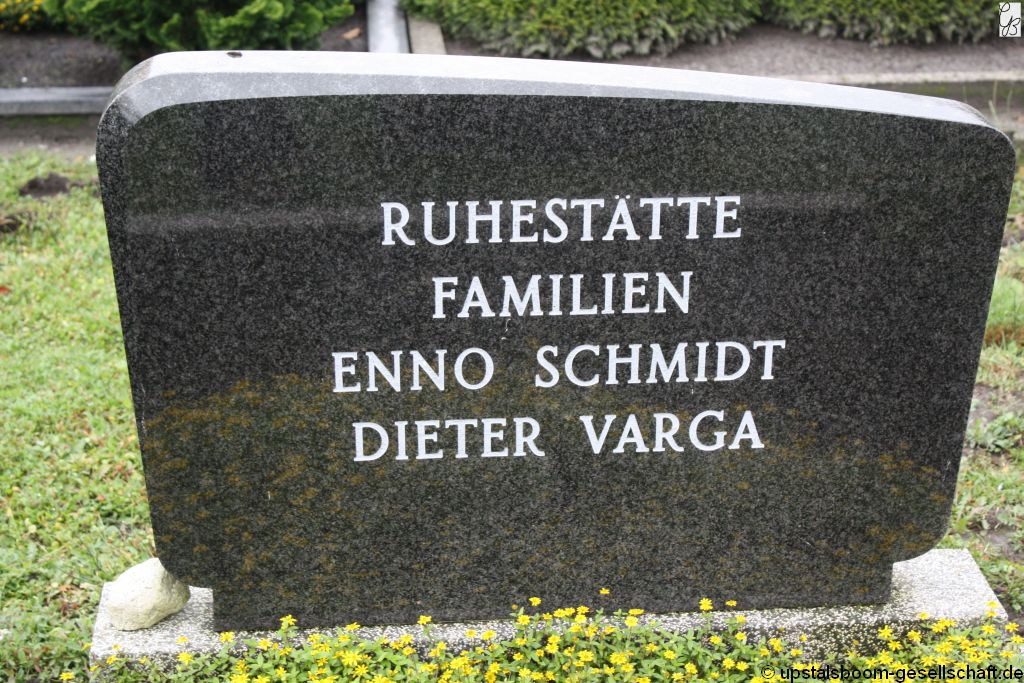 RUHESTÄTTE
FAMILIEN
ENNO SCHMIDT
DIETER VARGA
© upstalsboom-gesellschaft.de